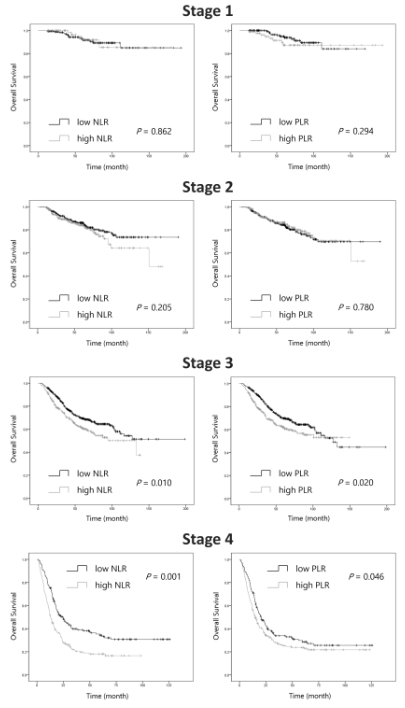 Stage 1
Overall Survival
low NLR
high NLR
P = 0.862
Time (month)
Overall Survival
low PLR
high PLR
P = 0.294
Time (month)
Stage 2
Overall Survival
low NLR
high NLR
P = 0.205
Time (month)
Overall Survival
low PLR
high PLR
P = 0.780
Time (month)
Stage 3
Overall Survival
low NLR
high NLR
P = 0.010
Time (month)
Overall Survival
low PLR
high PLR
P = 0.020
Time (month)
Stage 4
Overall Survival
low NLR
high NLR
P = 0.001
Time (month)
Overall Survival
low PLR
high PLR
P = 0.046
Time (month)